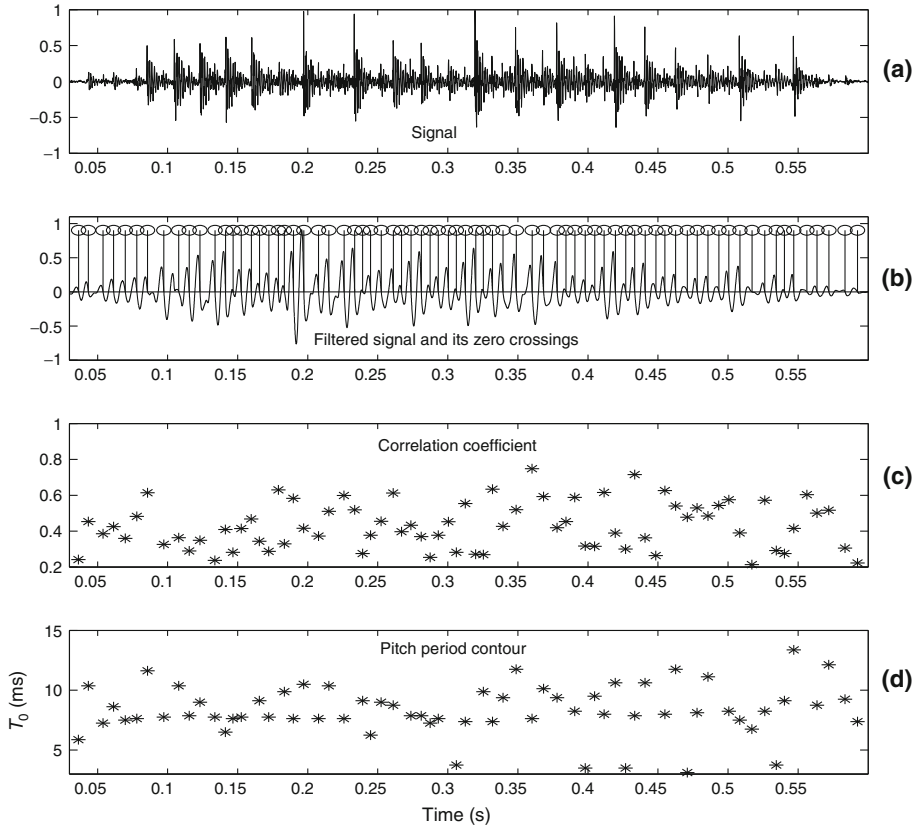 1
0.5
0
−0.5
−1
0.05 0.1 0.15 0.2 0.25 0.3 0.35 0.4 0.45 0.5 0.55
Signal
(a)
1
0.5
0
−0.5
−1
0.05 0.1 0.15 0.2 0.25 0.3 0.35 0.4 0.45 0.5 0.55
Filtered signal and its zero crossings
(b)
1
0.8
0.6
0.4
0.2
0.05 0.1 0.15 0.2 0.25 0.3 0.35 0.4 0.45 0.5 0.55
Correlation coefficient
(c)
15
10
5
T0 (ms)
0.05 0.1 0.15 0.2 0.25 0.3 0.35 0.4 0.45 0.5 0.55
Pitch period contour
(d)
Time (s)